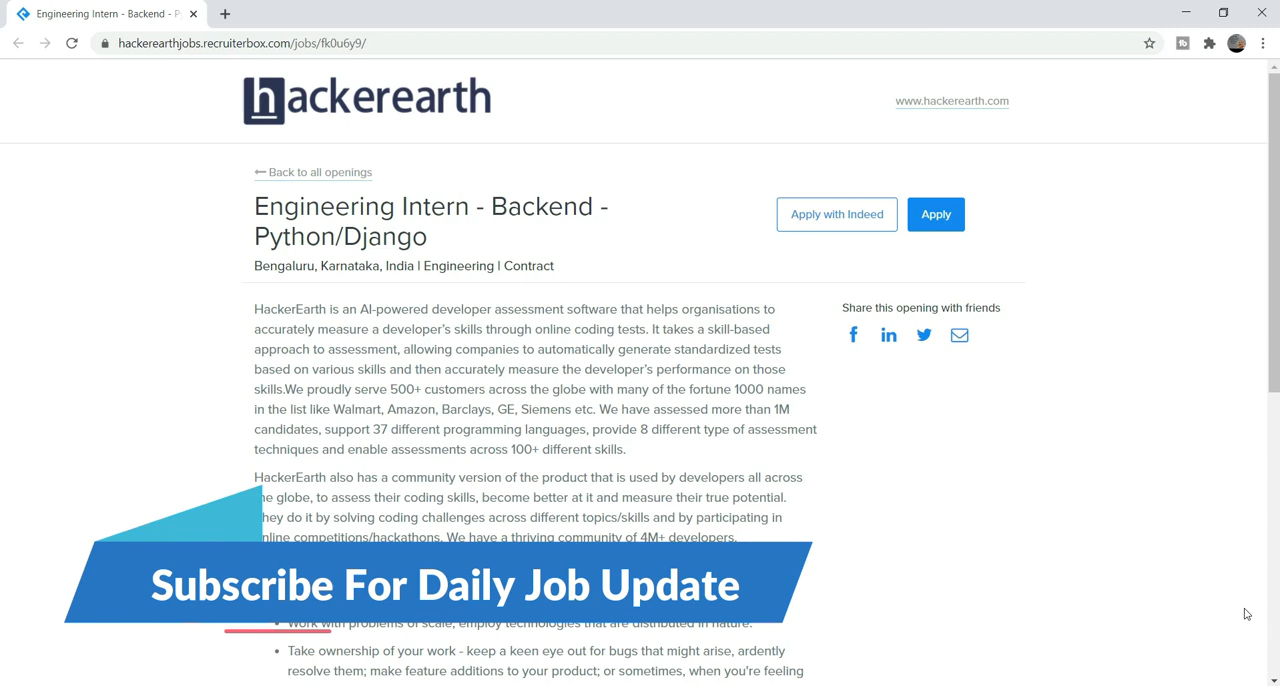 Engineering Intern - Backend - P
hackerearthjobs.recruiterbox.com/jobs/fk0u6y9/
hackerearth
www.hackerearth.com
Back to all openings
Engineering Intern - Backend -
Python/Django
Apply with Indeed
Apply
Bengaluru, Karnataka, India | Engineering | Contract
HackerEarth is an AI-powered developer assessment software that helps organisations to
accurately measure a developer's skills through online coding tests. It takes a skill-based
approach to assessment, allowing companies to automatically generate standardized tests
based on various skills and then accurately measure the developer's performance on those
skills.We proudly serve 500+ customers across the globe with many of the fortune 1000 names
in the list like Walmart, Amazon, Barclays, GE, Siemens etc. We have assessed more than 1M
candidates, support 37 different programming languages, provide 8 different type of assessment
techniques and enable assessments across 100+ different skills.
Share this opening with friends
HackerEarth also has a community version of the product that is used by developers all across
the globe, to assess their coding skills, become better at it and measure their true potential.
They do it by solving coding challenges across different topics/skills and by participating in
online competitions/hackathons. We have a thriving community of 4M+ developers.
Subscribe For Daily Job Update
• Work with problems of scale, employ technologies that are distributed in nature.
• Take ownership of your work - keep a keen eye out for bugs that might arise, ardently
resolve them; make feature additions to your product; or sometimes, when you're feeling